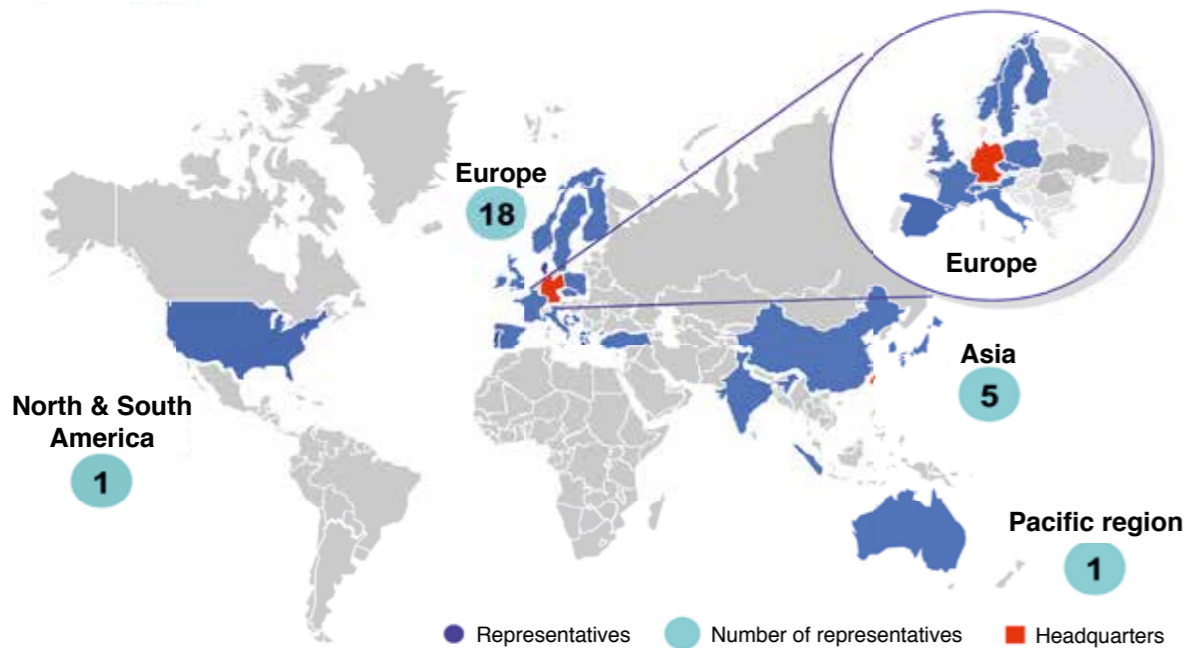 Europe
18
Europe
Asia
5
North & South
America
1
Pacific region
1
Representatives
Number of representatives
Headquarters